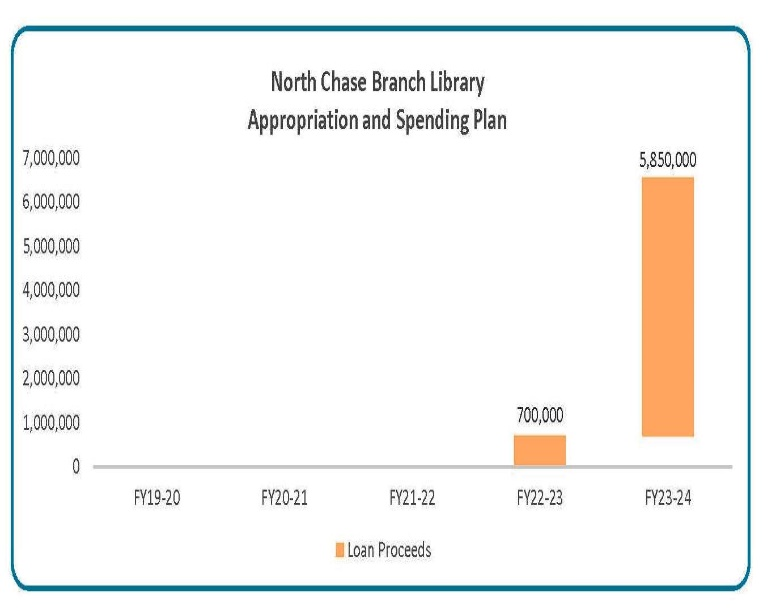 North Chase Branch Library
Appropriation and Spending Plan
7,000,000
6,000,000
5,000,000
4,000,000
3,000,000
2,000,000
1,000,000
0
5,850,000
700,000
FY19-20
FY20-21
FY21-22
FY22-23
FY23-24
Loan Proceeds